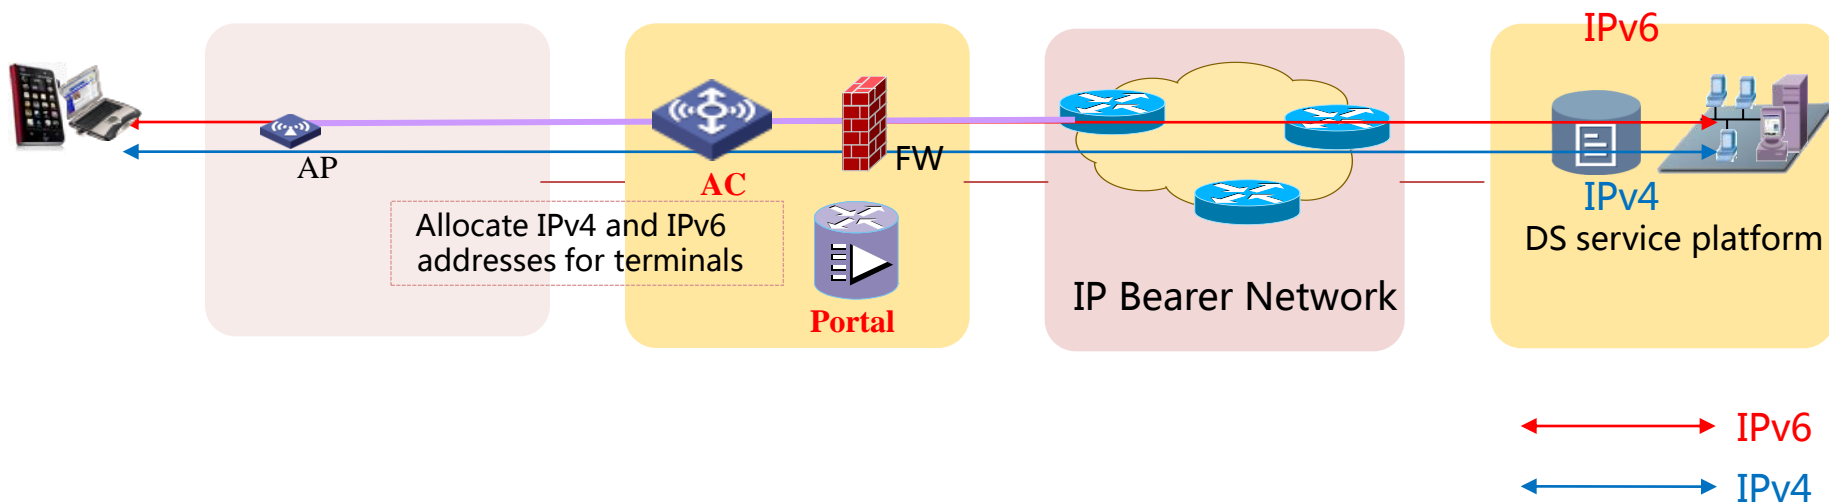 IPv6
AP
FW
AC
IPv4
DS service platform
Allocate IPv4 and IPv6
addresses for terminals
IP Bearer Network
Portal
IPv6
IPv4